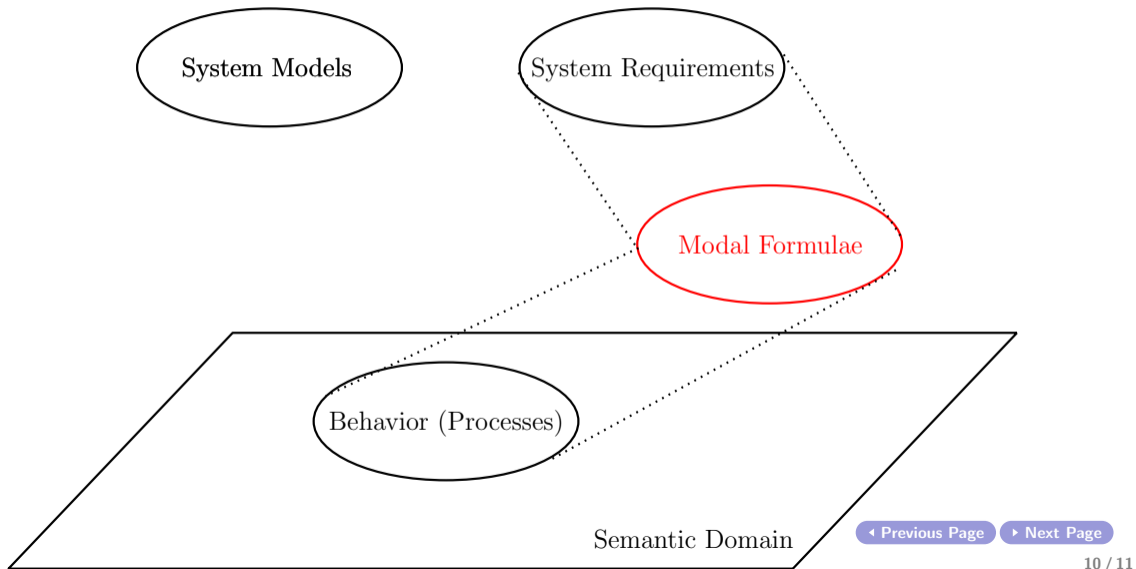 System Models
System Requirements
Modal Formulae
Behavior (Processes)
Semantic Domain
Previous Page
Next Page
10 / 11